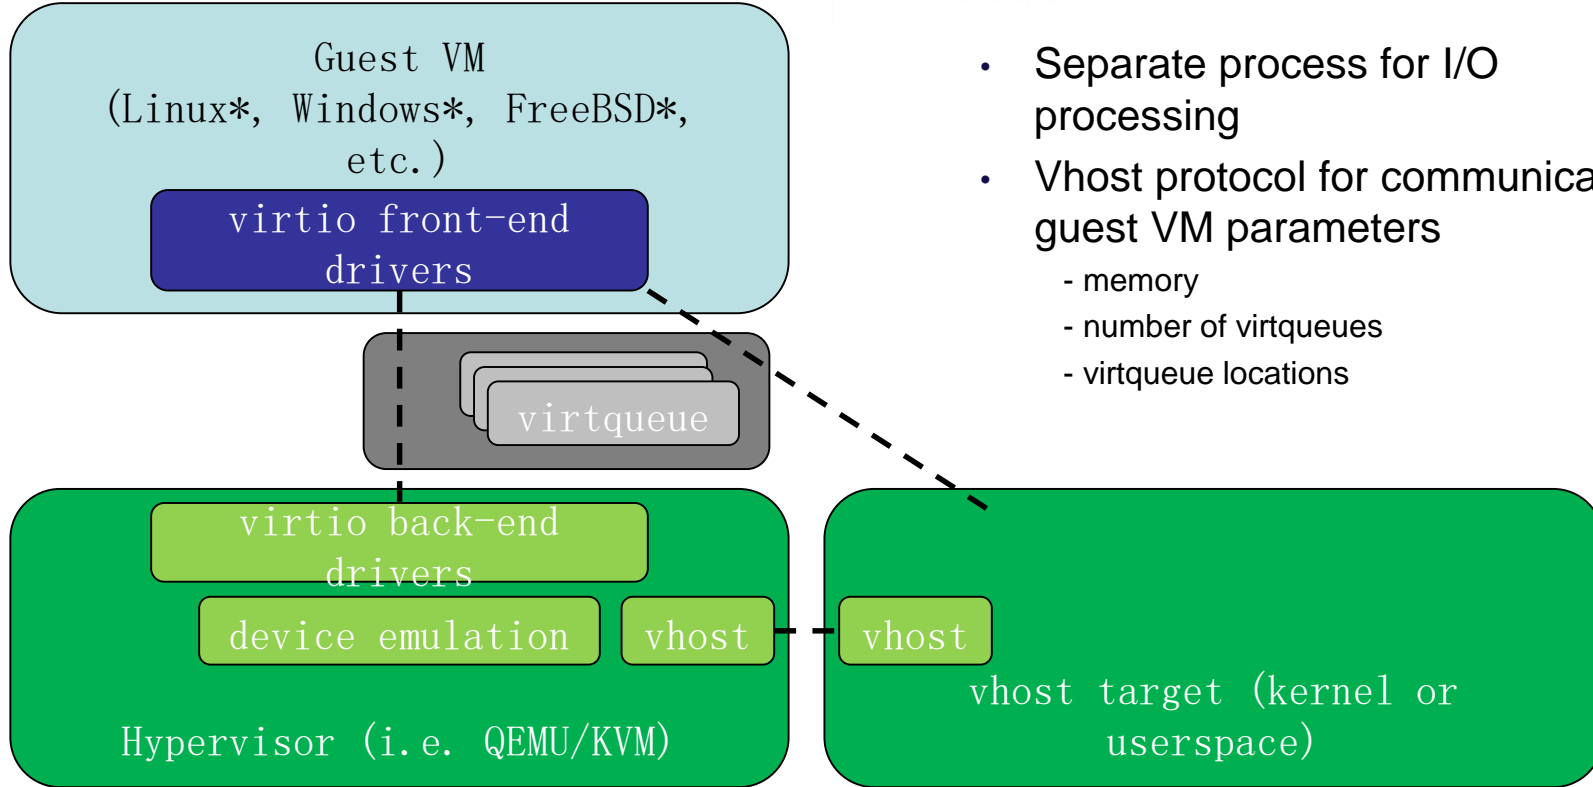 Guest VM
(Linux*, Windows*, FreeBSD*,
etc.)
virtio front-end
drivers
virtqueue
virtio back-end
drivers
device emulation
vhost
Hypervisor (i.e. QEMU/KVM)
vhost
vhost target (kernel or
userspace)
• Separate process for I/O
processing
• Vhost protocol for communica
guest VM parameters
- memory
- number of virtqueues
- virtqueue locations